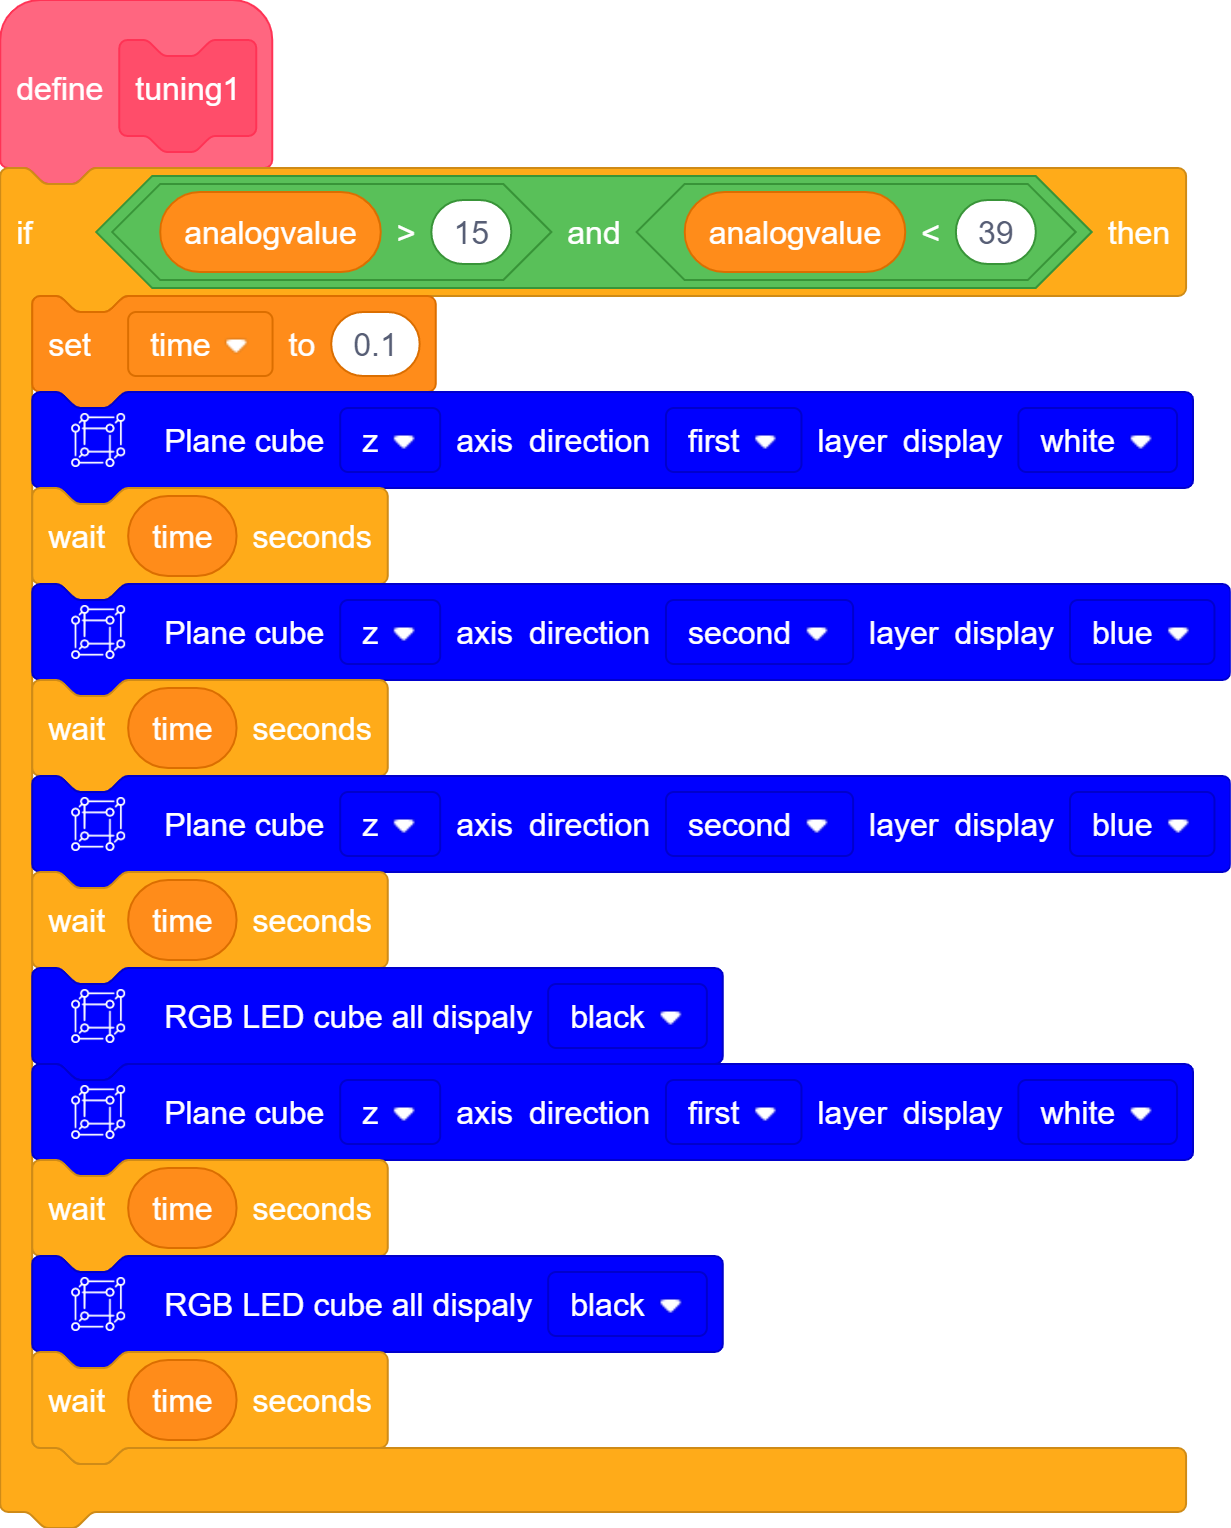 define tuning1
if analogvalue > 15 and analogvalue < 39 then
set time to 0.1
Plane cube z axis direction first layer display white
wait time seconds
Plane cube z axis direction second layer display blue
wait time seconds
Plane cube z axis direction second layer display blue
wait time seconds
RGB LED cube all dispaly black
Plane cube z axis direction first layer display white
wait time seconds
RGB LED cube all dispaly black
wait time seconds